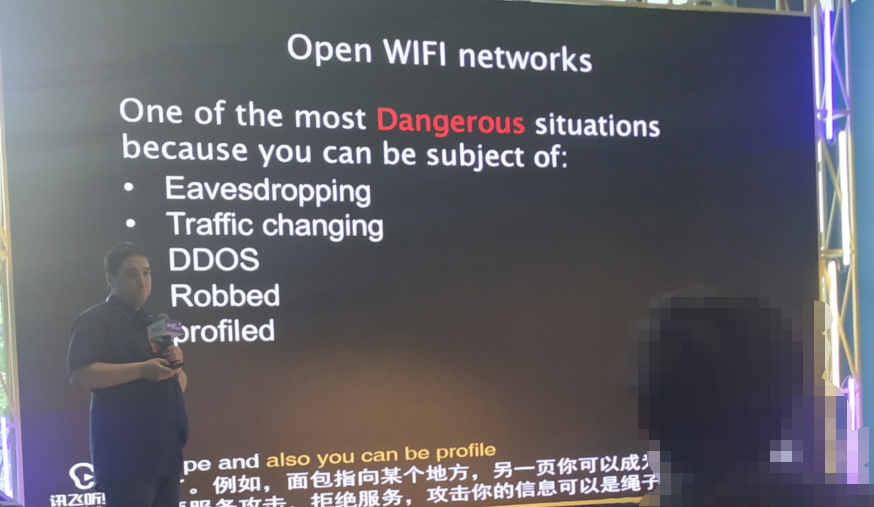 Open WIFI networks
One of the most Dangerous situations
because you can be subject of:
• Eavesdropping
• Traffic changing
DDOS
Robbed
profiled
pe and also you can be profile
。例如，面包指向某个地方，另一页你可以成为
服务攻击，拒绝服务，攻击你的信息可以是绳子
讯飞听